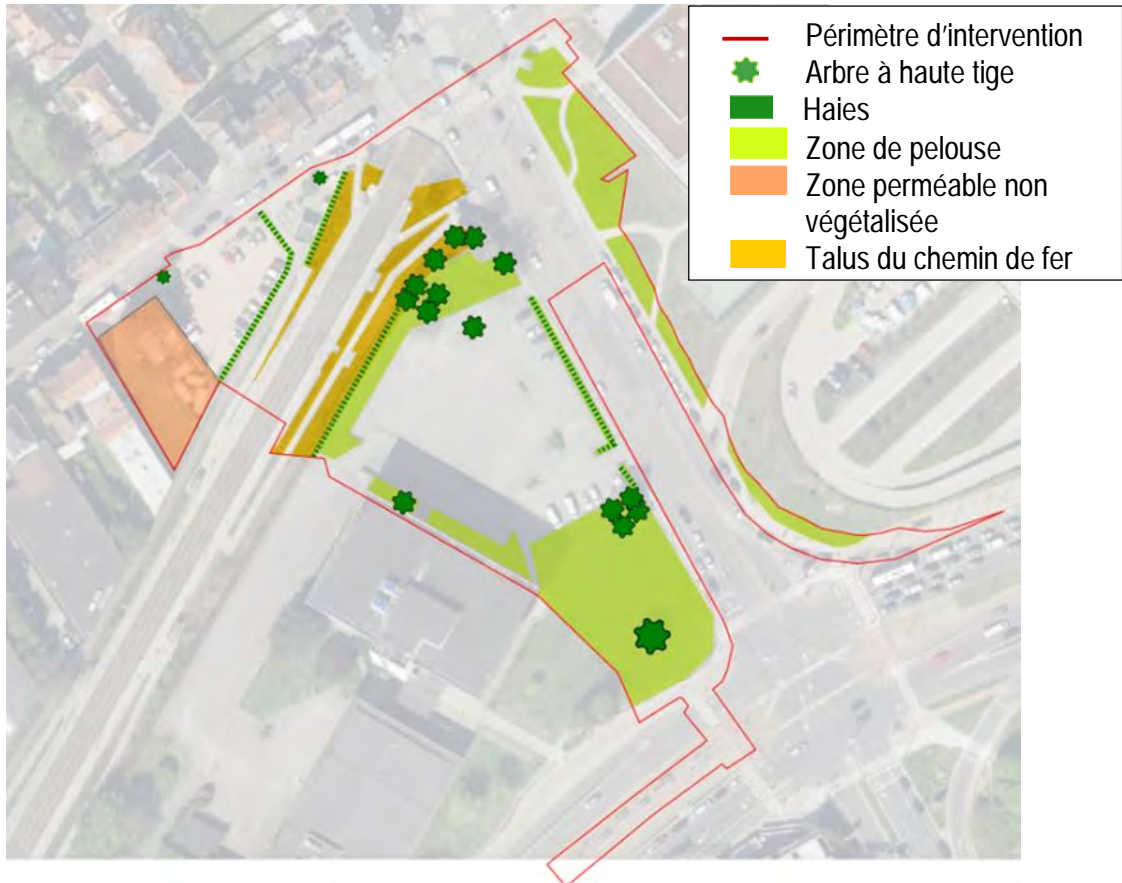 Périmètre d'intervention
Arbre à haute tige
Haies
Zone de pelouse
Zone perméable non
végétalisée
Talus du chemin de fer